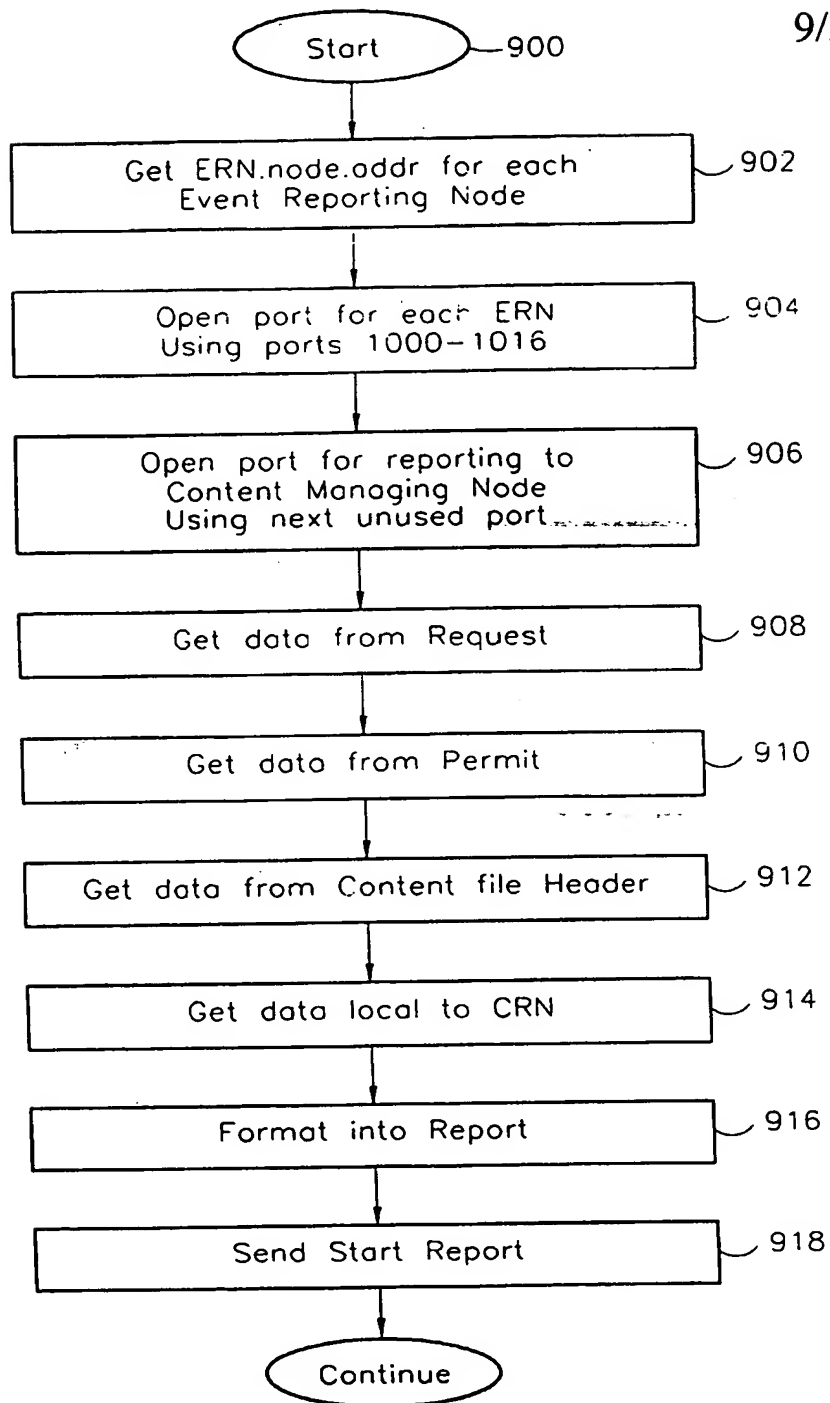 9/
Start
900
Get ERN.node.addr for each
Event Reporting Node
902
Open port for each ERN
Using ports 1000-1016
904
Open port for reporting to
Content Managing Node
Using next unused port
906
Get data from Request
908
Get data from Permit
910
Get data from Content file Header
912
Get data local to CRN
914
Format into Report
916
Send Start Report
918
Continue